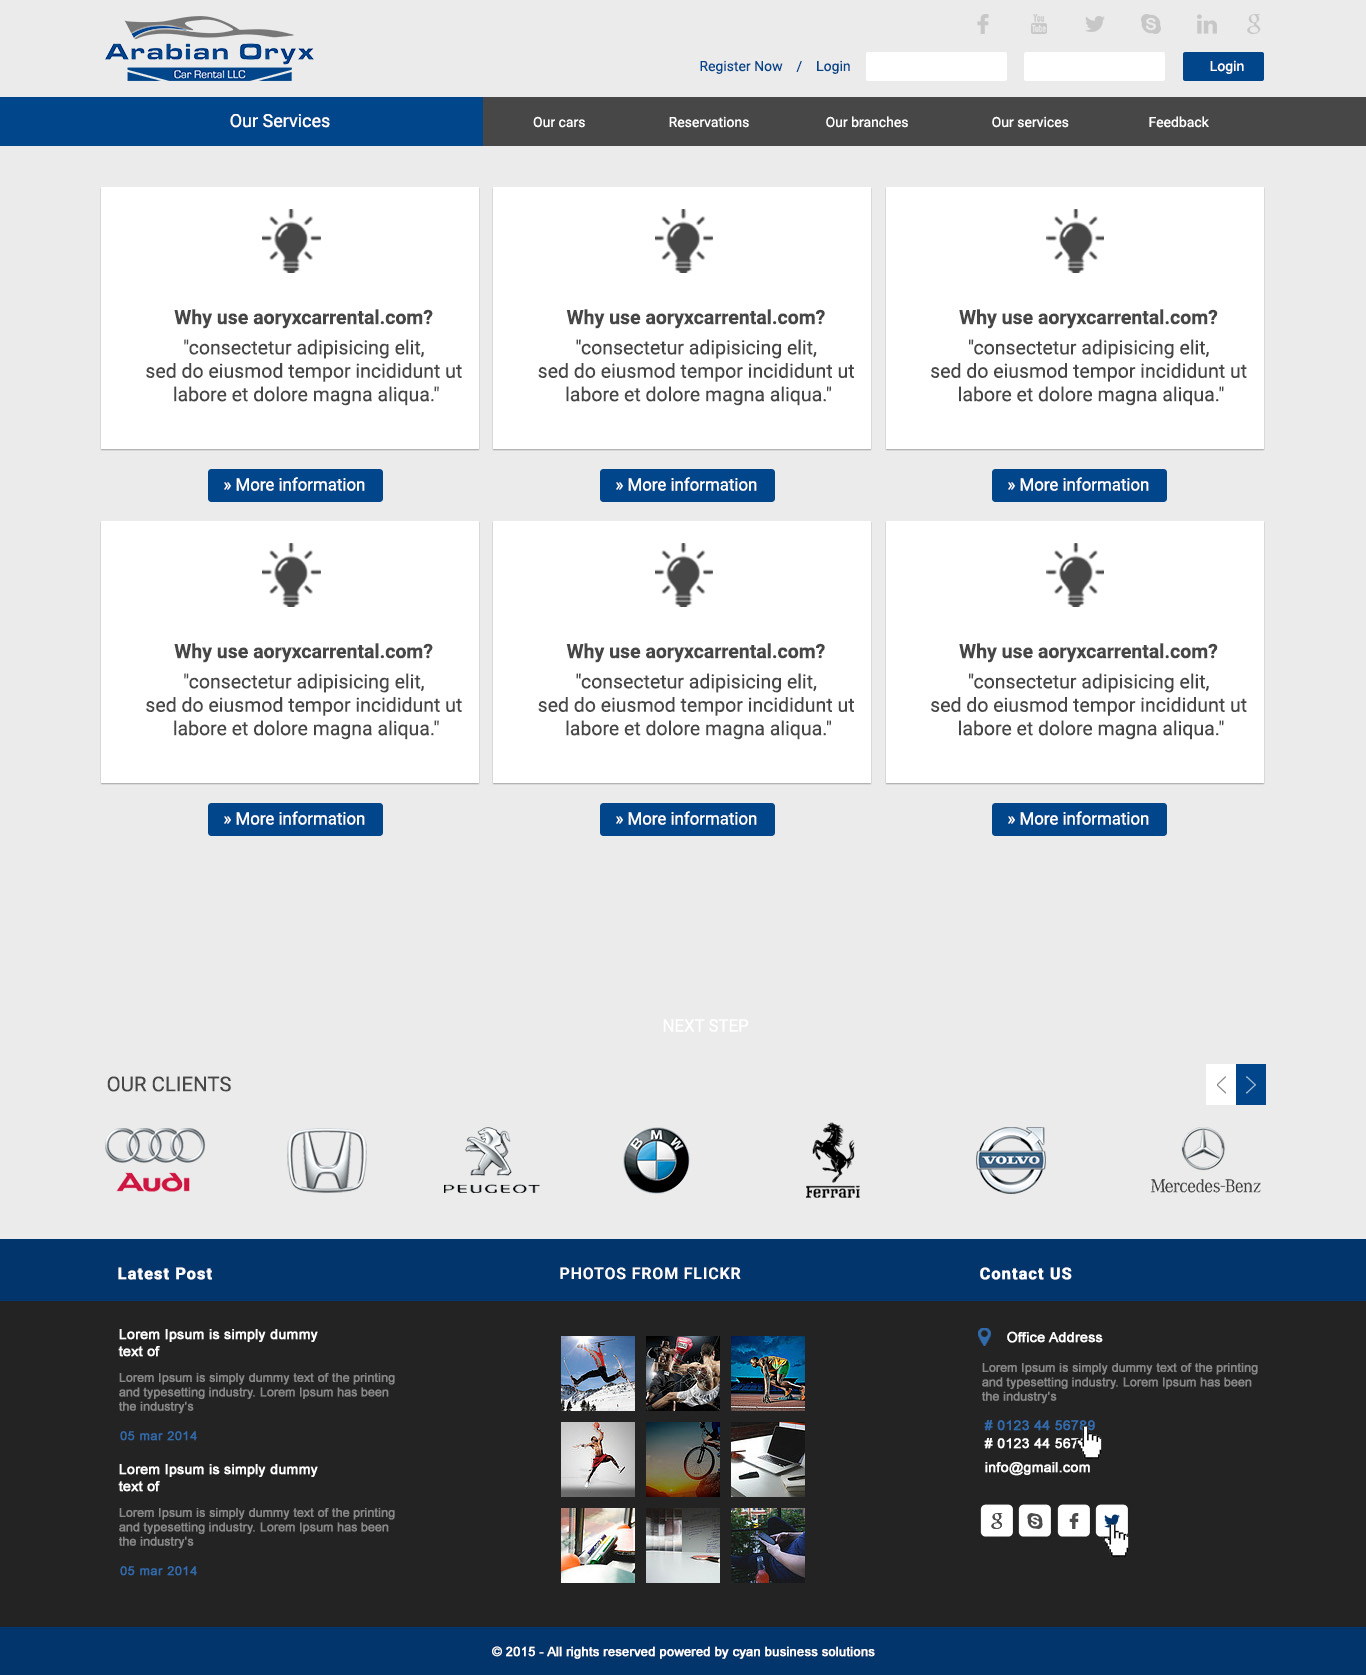 Arabian Oryx
Car Rental LLC
You
Tube
Register Now / Login
Login
Our Services
Our cars
Reservations
Our branches
Our services
Feedback
Why use aoryxcarrental.com?
"consectetur adipisicing elit,
sed do eiusmod tempor incididunt ut
labore et dolore magna aliqua."
» More information
Why use aoryxcarrental.com?
"consectetur adipisicing elit,
sed do eiusmod tempor incididunt ut
labore et dolore magna aliqua."
» More information
Why use aoryxcarrental.com?
"consectetur adipisicing elit,
sed do eiusmod tempor incididunt ut
labore et dolore magna aliqua."
» More information
Why use aoryxcarrental.com?
"consectetur adipisicing elit,
sed do eiusmod tempor incididunt ut
labore et dolore magna aliqua."
» More information
Why use aoryxcarrental.com?
"consectetur adipisicing elit,
sed do eiusmod tempor incididunt ut
labore et dolore magna aliqua."
» More information
Why use aoryxcarrental.com?
"consectetur adipisicing elit,
sed do eiusmod tempor incididunt ut
labore et dolore magna aliqua."
» More information
NEXT STEP
OUR CLIENTS
Audi
PEUGEOT
BMW
Ferrari
VOLVO
Mercedes-Benz
Latest Post
Lorem Ipsum is simply dummy
text of
Lorem Ipsum is simply dummy text of the printing
and typesetting industry. Lorem Ipsum has been
the industry's
05 mar 2014
Lorem Ipsum is simply dummy
text of
Lorem Ipsum is simply dummy text of the printing
and typesetting industry. Lorem Ipsum has been
the industry's
05 mar 2014
PHOTOS FROM FLICKR
Contact US
Office Address
Lorem Ipsum is simply dummy text of the printing
and typesetting industry. Lorem Ipsum has been
the industry's
# 0123 44 56789
# 0123 44 567
info@gmail.com
© 2015 - All rights reserved powered by cyan business solutions